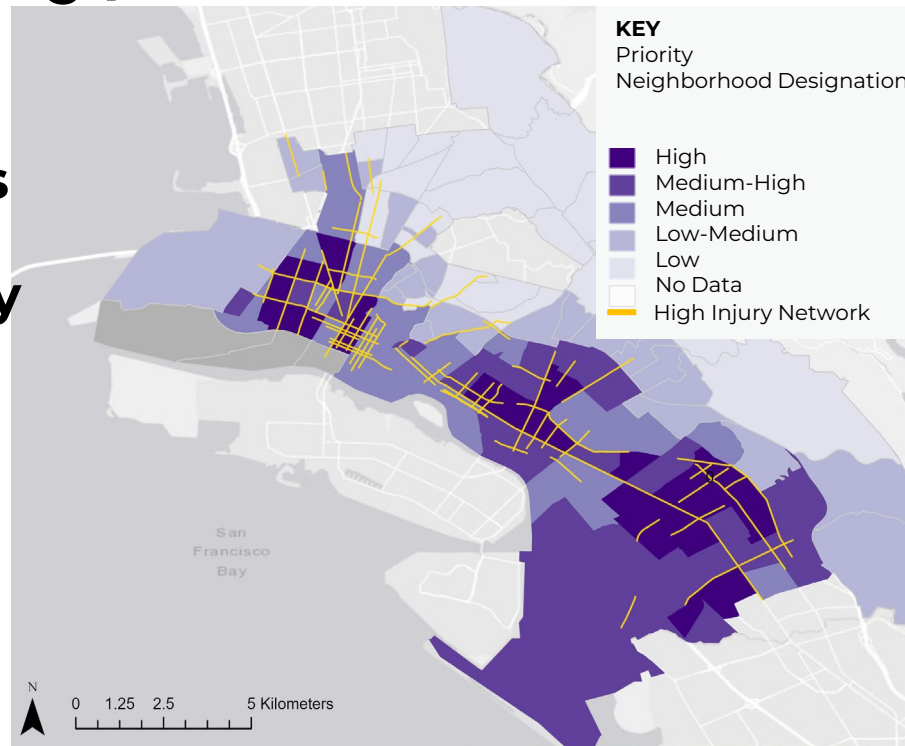 KEY
Priority
Neighborhood Designation
High
Medium-High
Medium
Low-Medium
Low
No Data
High Injury Network
San
Francisco
Bay
N
0 1.25 2.5 5 Kilometers